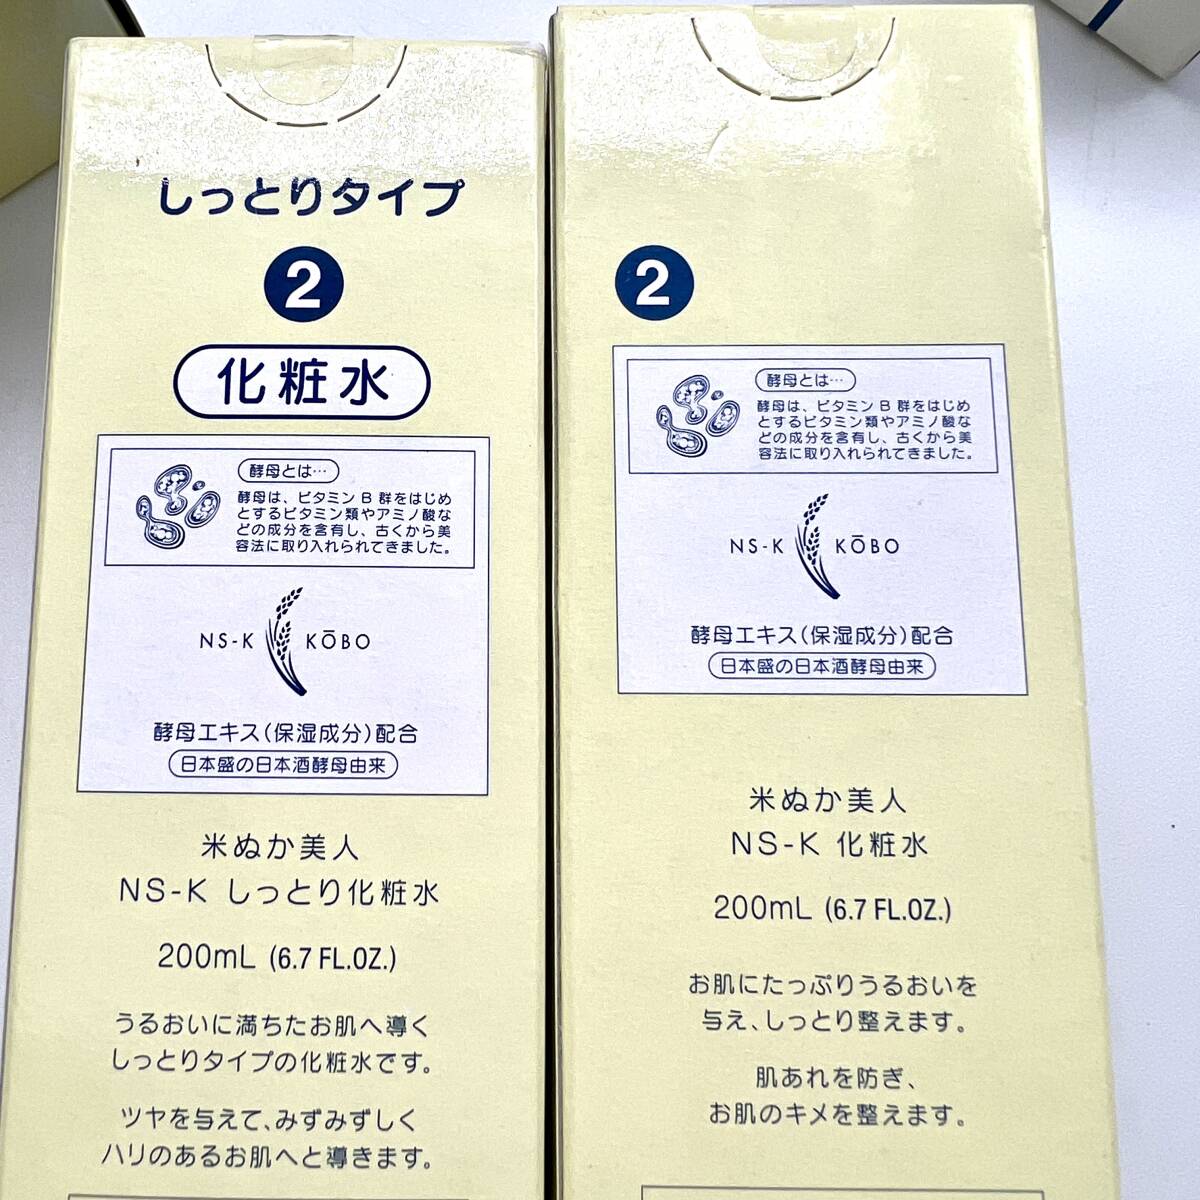 しっとりタイプ
2
化粧水
酵母とは…
酵母は、ビタミンB群をはじめ
とするビタミン類やアミノ酸な
どの成分を含有し、古くから美
容法に取り入れられてきました。
NS-K KŌBO
酵母エキス(保湿成分)配合
日本盛の日本酒酵母由来
米ぬか美人
NS-K しっとり化粧水
200mL (6.7 FL.OZ.)
うるおいに満ちたお肌へ導く
しっとりタイプの化粧水です。
ツヤを与えて、みずみずしく
ハリのあるお肌へと導きます。
2
酵母とは…
酵母は、ビタミンB群をはじめ
とするビタミン類やアミノ酸な
どの成分を含有し、古くから美
容法に取り入れられてきました。
NS-K KŌBO
酵母エキス(保湿成分)配合
日本盛の日本酒酵母由来
米ぬか美人
NS-K 化粧水
200mL (6.7 FL.OZ.)
お肌にたっぷりうるおいを
与え、しっとり整えます。
肌あれを防ぎ、
お肌のキメを整えます。